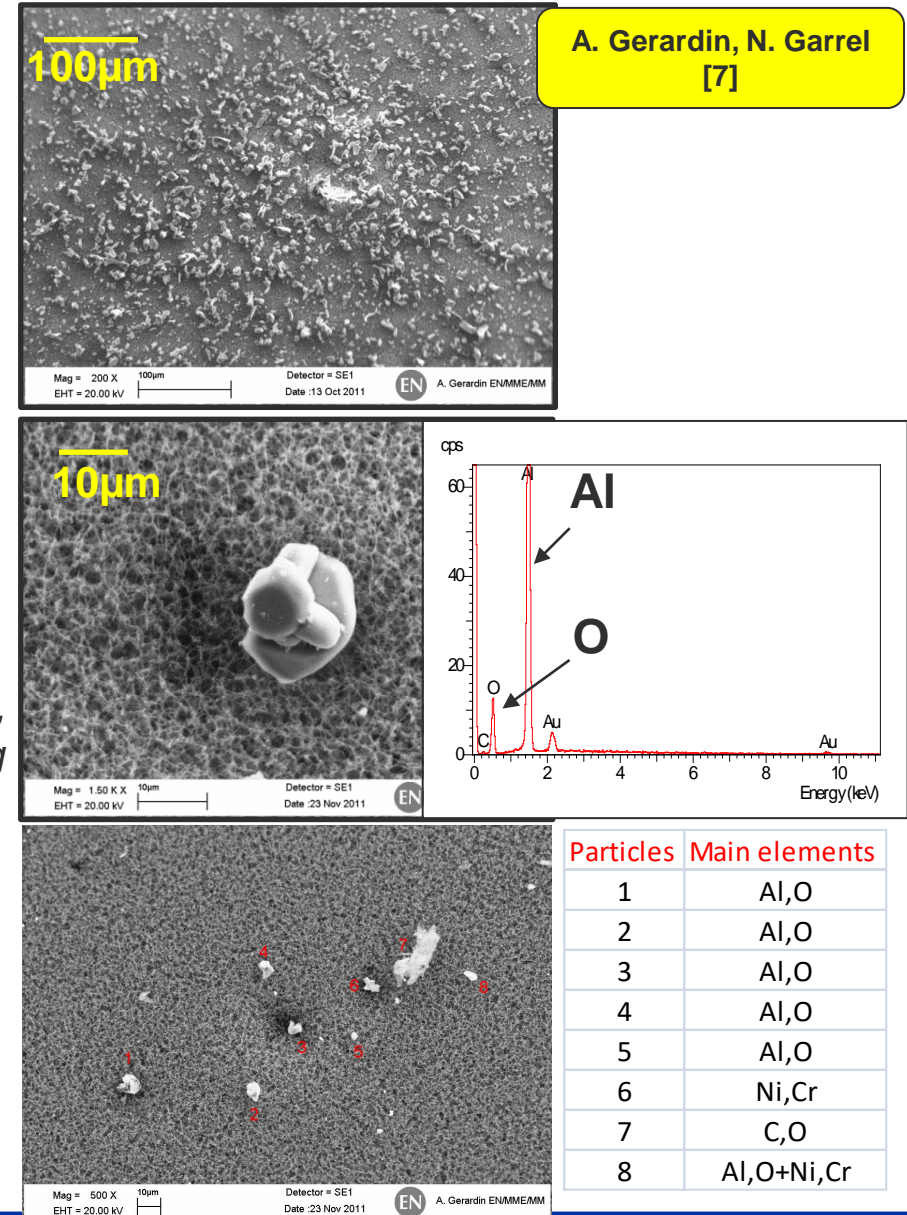 100µm
A. Gerardin, N. Garrel
[7]
Mag = 200 X 100µm Detector = SE1
EHT = 20.00 kV Date :13 Oct 2011 EN A. Gerardin EN/MME/MM
10µm
Mag = 1.50 K X 10µm Detector = SE1
EHT = 20.00 kV Date :23 Nov 2011 EN
cps
60
40
20
0
Al
Al
O
O
C
Au
Au
0 2 4 6 8 10
Energy (keV)
,
g
4
7
6
8
3
5
1
2
Mag = 500 X 10µm Detector = SE1
EHT = 20.00 kV Date :23 Nov 2011 EN A. Gerardin EN/MME/MM
Particles Main elements
1 Al,O
2 Al,O
3 Al,O
4 Al,O
5 Al,O
6 Ni,Cr
7 C,O
8 Al,O+Ni,Cr